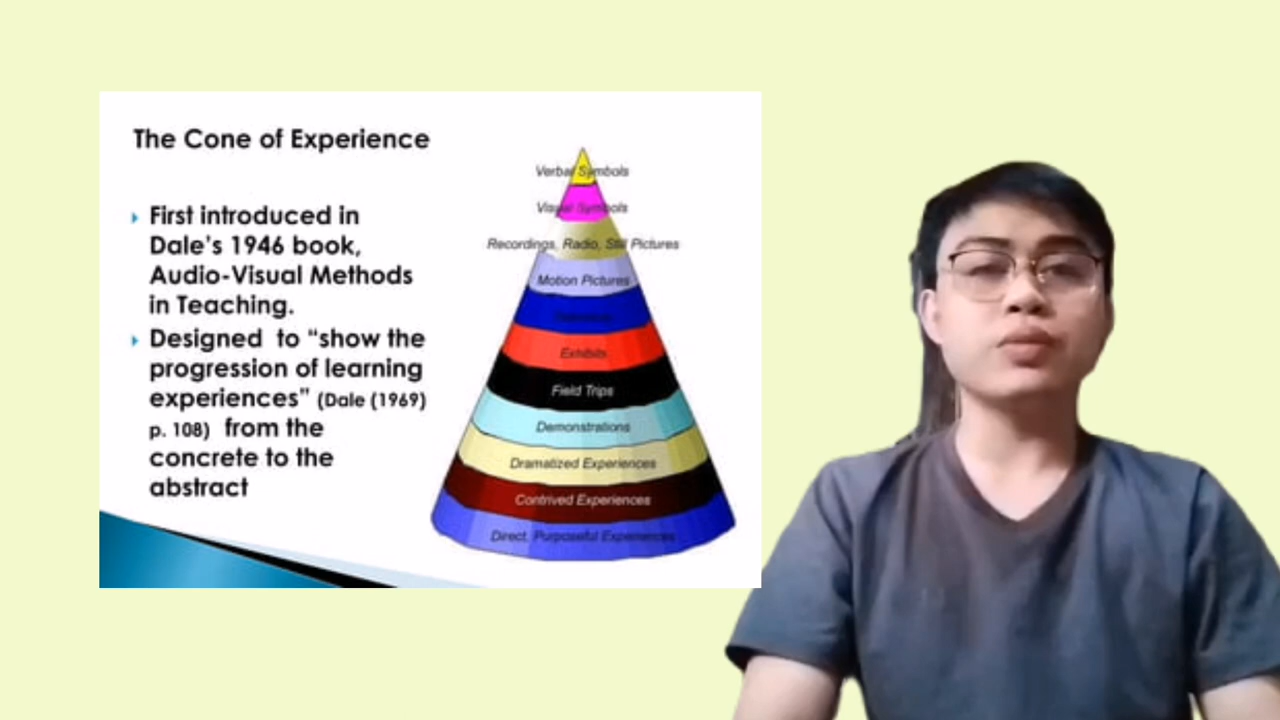 The Cone of Experience
First introduced in
Dale's 1946 book,
Audio-Visual Methods
in Teaching.
Designed to "show the
progression of learning
experiences" (Dale (1969)
p. 108) from the
concrete to the
abstract
Verbal Symbols
Visual Symbols
Recordings, Radio, Still Pictures
Motion Pictures
Exhibits
Field Trips
Demonstrations
Dramatized Experiences
Contrived Experiences
Direct, Purposeful Experiences